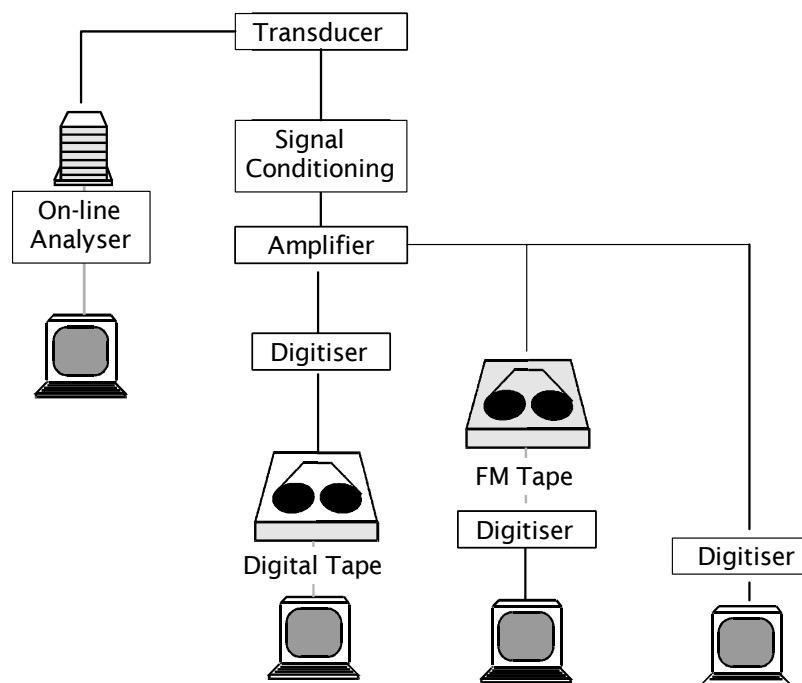 Transducer
Signal
Conditioning
On-line
Analyser
Amplifier
Digitiser
FM Tape
Digitiser
Digital Tape
Digitiser